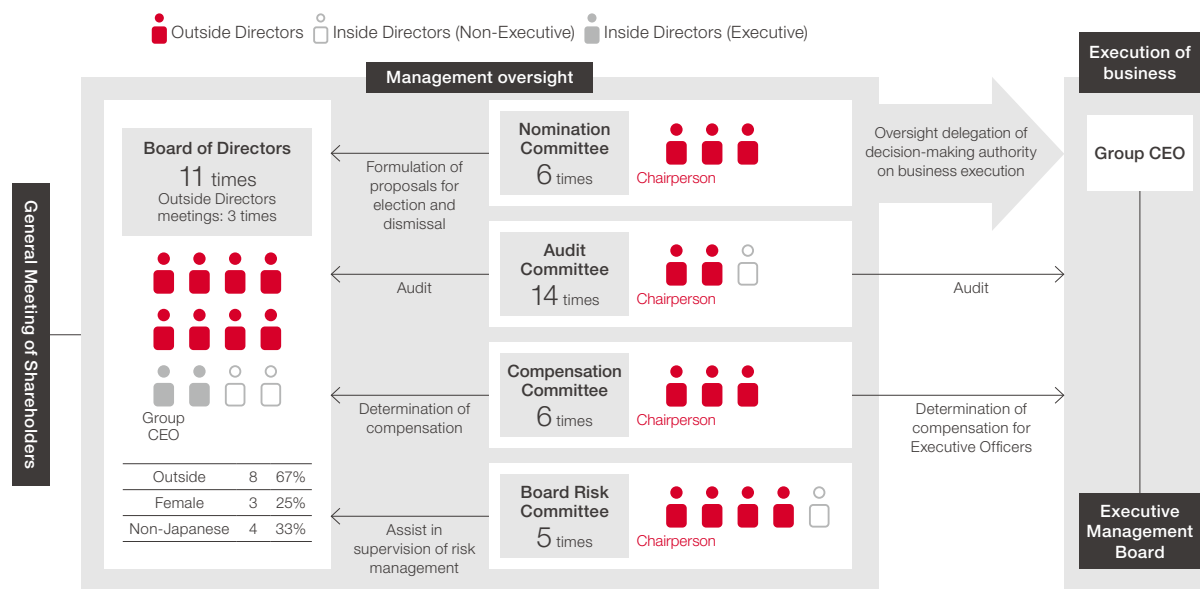 Outside Directors
Inside Directors (Non-Executive)
Inside Directors (Executive)
Management oversight
Execution of
business
General Meeting of Shareholders
Board of Directors
11 times
Outside Directors
meetings: 3 times
Group
CEO
Outside 8 67%
Female 3 25%
Non-Japanese 4 33%
Formulation of
proposals for
election and
dismissal
Audit
Determination of
compensation
Assist in
supervision of risk
management
Nomination
Committee
6 times
Chairperson
Audit
Committee
14 times
Chairperson
Compensation
Committee
6 times
Chairperson
Board Risk
Committee
5 times
Chairperson
Oversight delegation of
decision-making authority
on business execution
Audit
Determination of
compensation for
Executive Officers
Group CEO
Executive
Management
Board